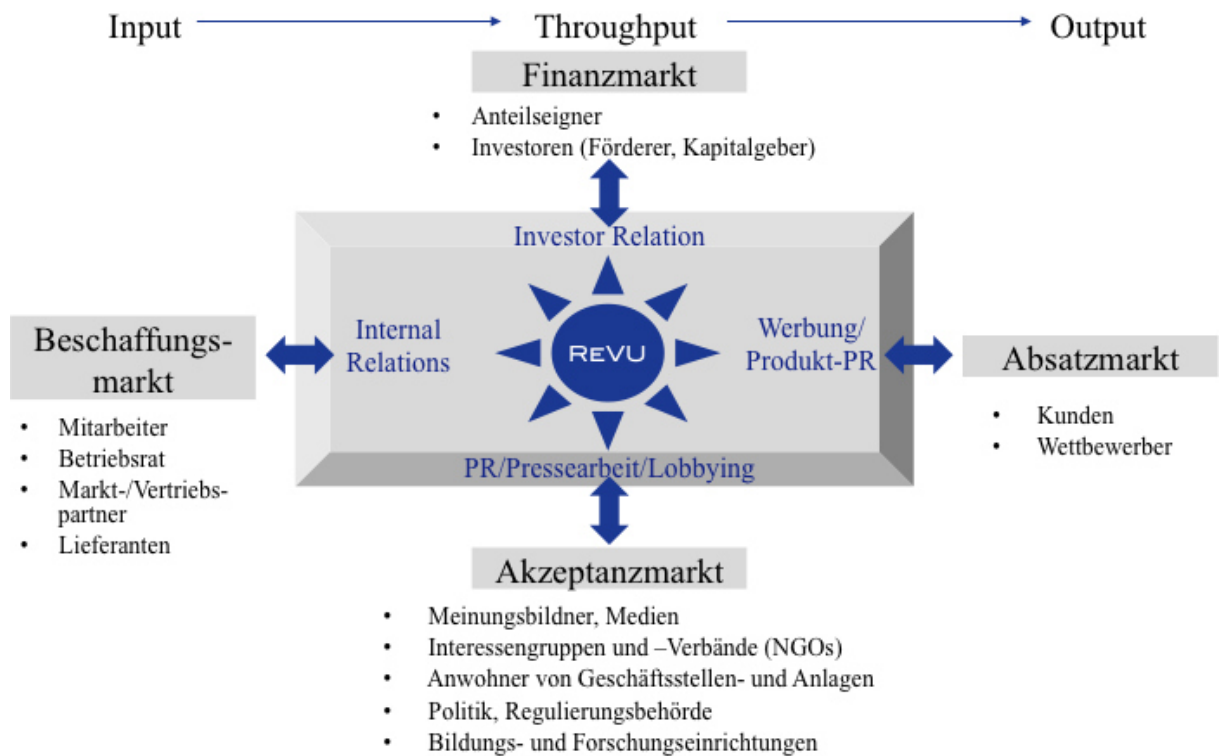 Input
Throughput
Output
Finanzmarkt
• Anteilseigner
• Investoren (Förderer, Kapitalgeber)
Investor Relation
Beschaffungs-
markt
• Mitarbeiter
• Betriebsrat
• Markt-/Vertriebs-
partner
• Lieferanten
Internal
Relations
REVU
Werbung/
Produkt-PR
Absatzmarkt
• Kunden
• Wettbewerber
PR/Pressearbeit/Lobbying
Akzeptanzmarkt
• Meinungsbildner, Medien
• Interessengruppen und –Verbände (NGOs)
• Anwohner von Geschäftsstellen- und Anlagen
• Politik, Regulierungsbehörde
• Bildungs- und Forschungseinrichtungen